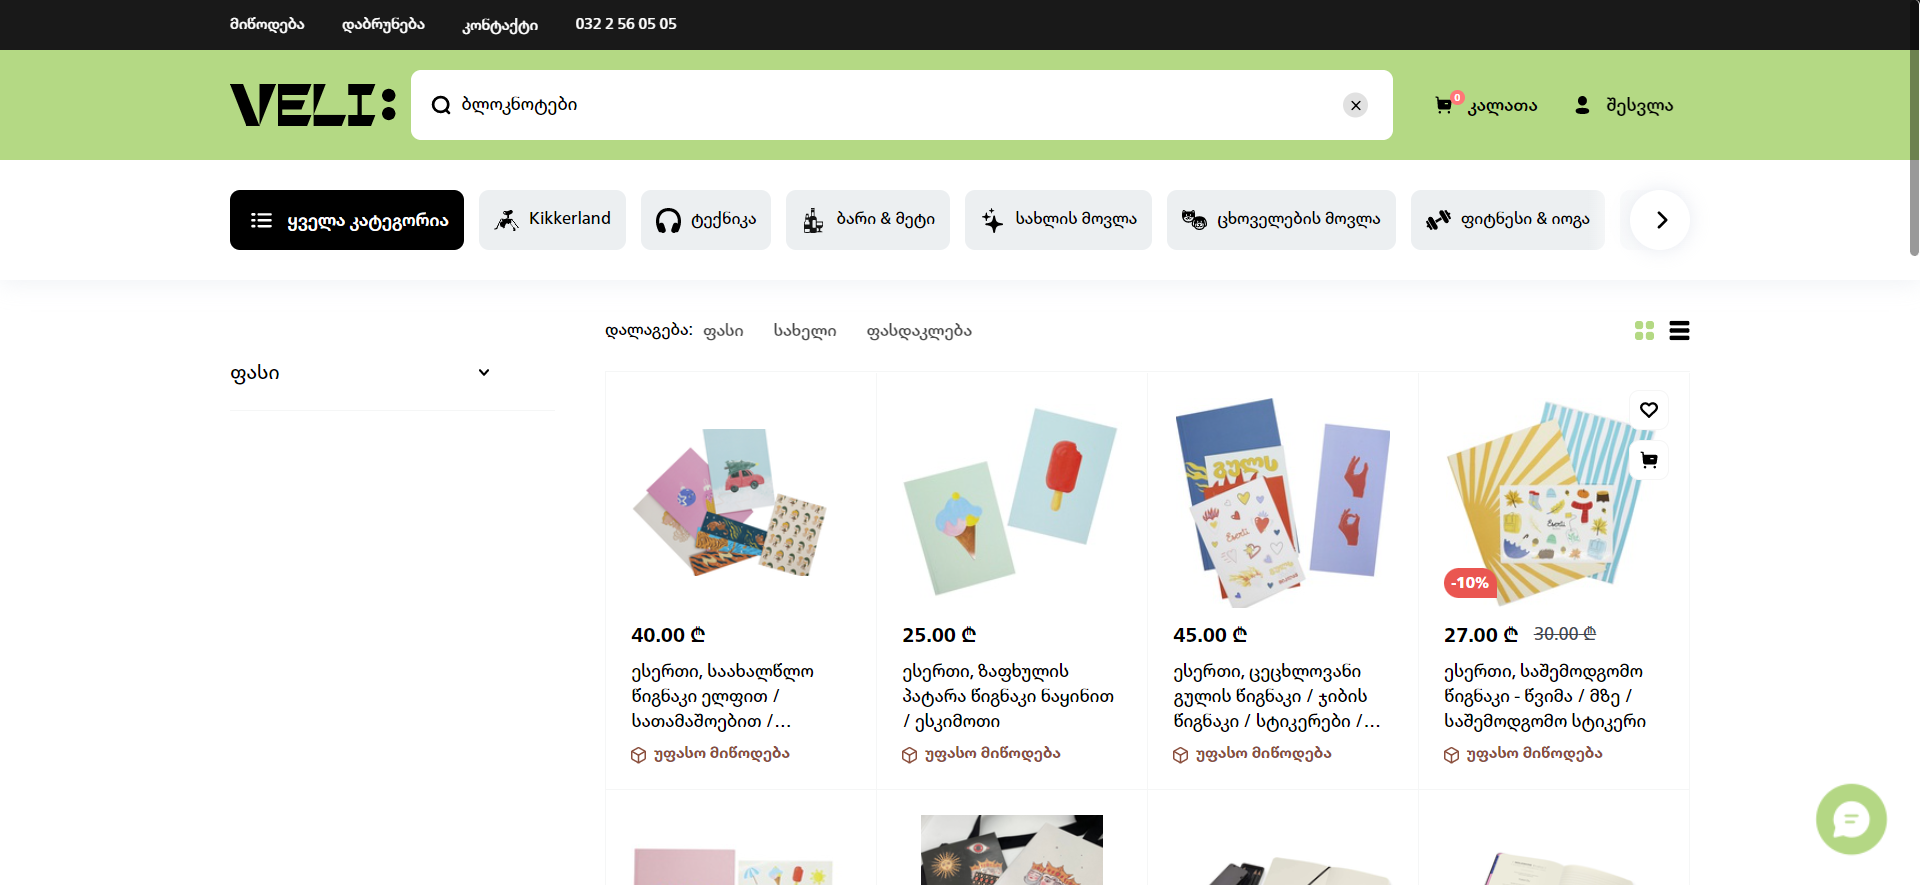 მიწოდება დაბრუნება კონტაქტი 032 2 56 05 05
VELI:
ბლოკნოტები
0 კალათა
შესვლა
ყველა კატეგორია
Kikkerland
ტექნიკა
ბარი & მეტი
სახლის მოვლა
ცხოველების მოვლა
ფიტნესი & იოგა
დალაგება: ფასი სახელი ფასდაკლება
ფასი
გულს
Eserti
Eserti
-10%
40.00 ₾
ესერთი, საახალწლო
წიგნაკი ელფით /
სათამაშოებით /...
უფასო მიწოდება
25.00 ₾
ესერთი, ზაფხულის
პატარა წიგნაკი ნაყინით
/ ესკიმოთი
უფასო მიწოდება
45.00 ₾
ესერთი, ცეცხლოვანი
გულის წიგნაკი / ჯიბის
წიგნაკი / სტიკერები /...
უფასო მიწოდება
27.00 ₾ 30.00 ₾
ესერთი, საშემოდგომო
წიგნაკი - წვიმა / მზე /
საშემოდგომო სტიკერი
უფასო მიწოდება